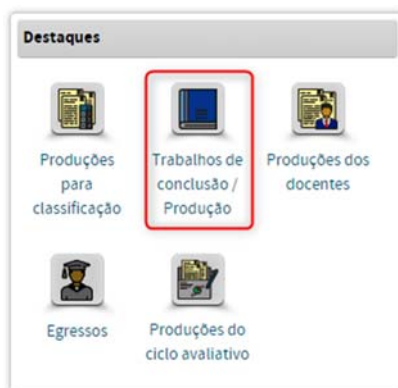 Destaques
Produções
para
classificação
Trabalhos de
conclusão /
Produção
Produções dos
docentes
Egressos
Produções do
ciclo avaliativo